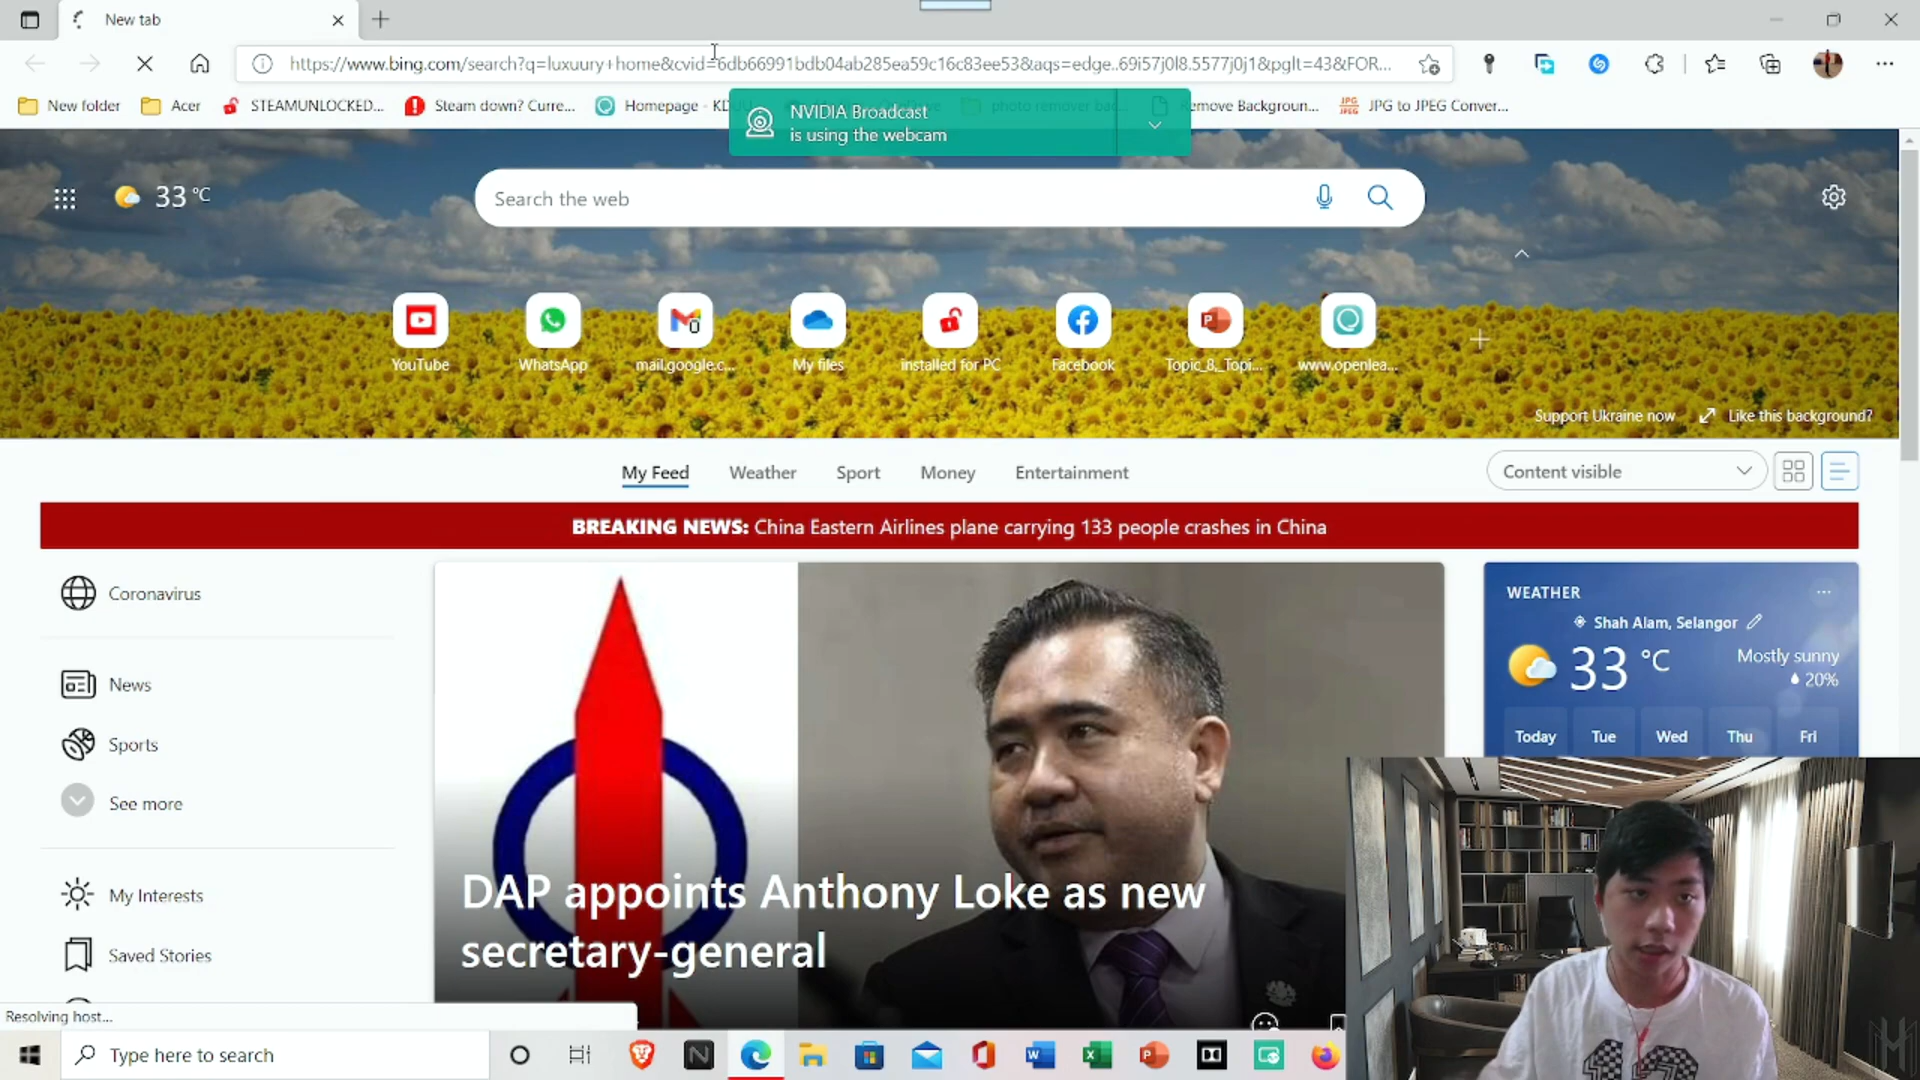 New tab
https://www.bing.com/search?q=luxuury+home&cvid=6db66991bdb04ab285ea59c16c83ee53&aqs=edge..69i57j0l8.5577j0j1&pglt=43&FOR...
New folder
Acer
STEAMUNLOCKED...
Steam down? Curre...
Homepage - KDU
photo remover ba
emove Backgroun...
JPG to JPEG Conver...
NVIDIA Broadcast
is using the webcam
33 °C
Search the web
YouTube
WhatsApp
mail.google.c...
My files
installed for PC
Facebook
Topic_8,_Topi...
www.openlea...
Support Ukraine now
Like this background?
My Feed
Weather
Sport
Money
Entertainment
Content visible
BREAKING NEWS: China Eastern Airlines plane carrying 133 people crashes in China
Coronavirus
News
Sports
See more
My Interests
Saved Stories
DAP appoints Anthony Loke as new
secretary-general
WEATHER
Shah Alam, Selangor
33 °C
Mostly sunny
20%
Today
Tue
Wed
Thu
Fri
Resolving host...
Type here to search